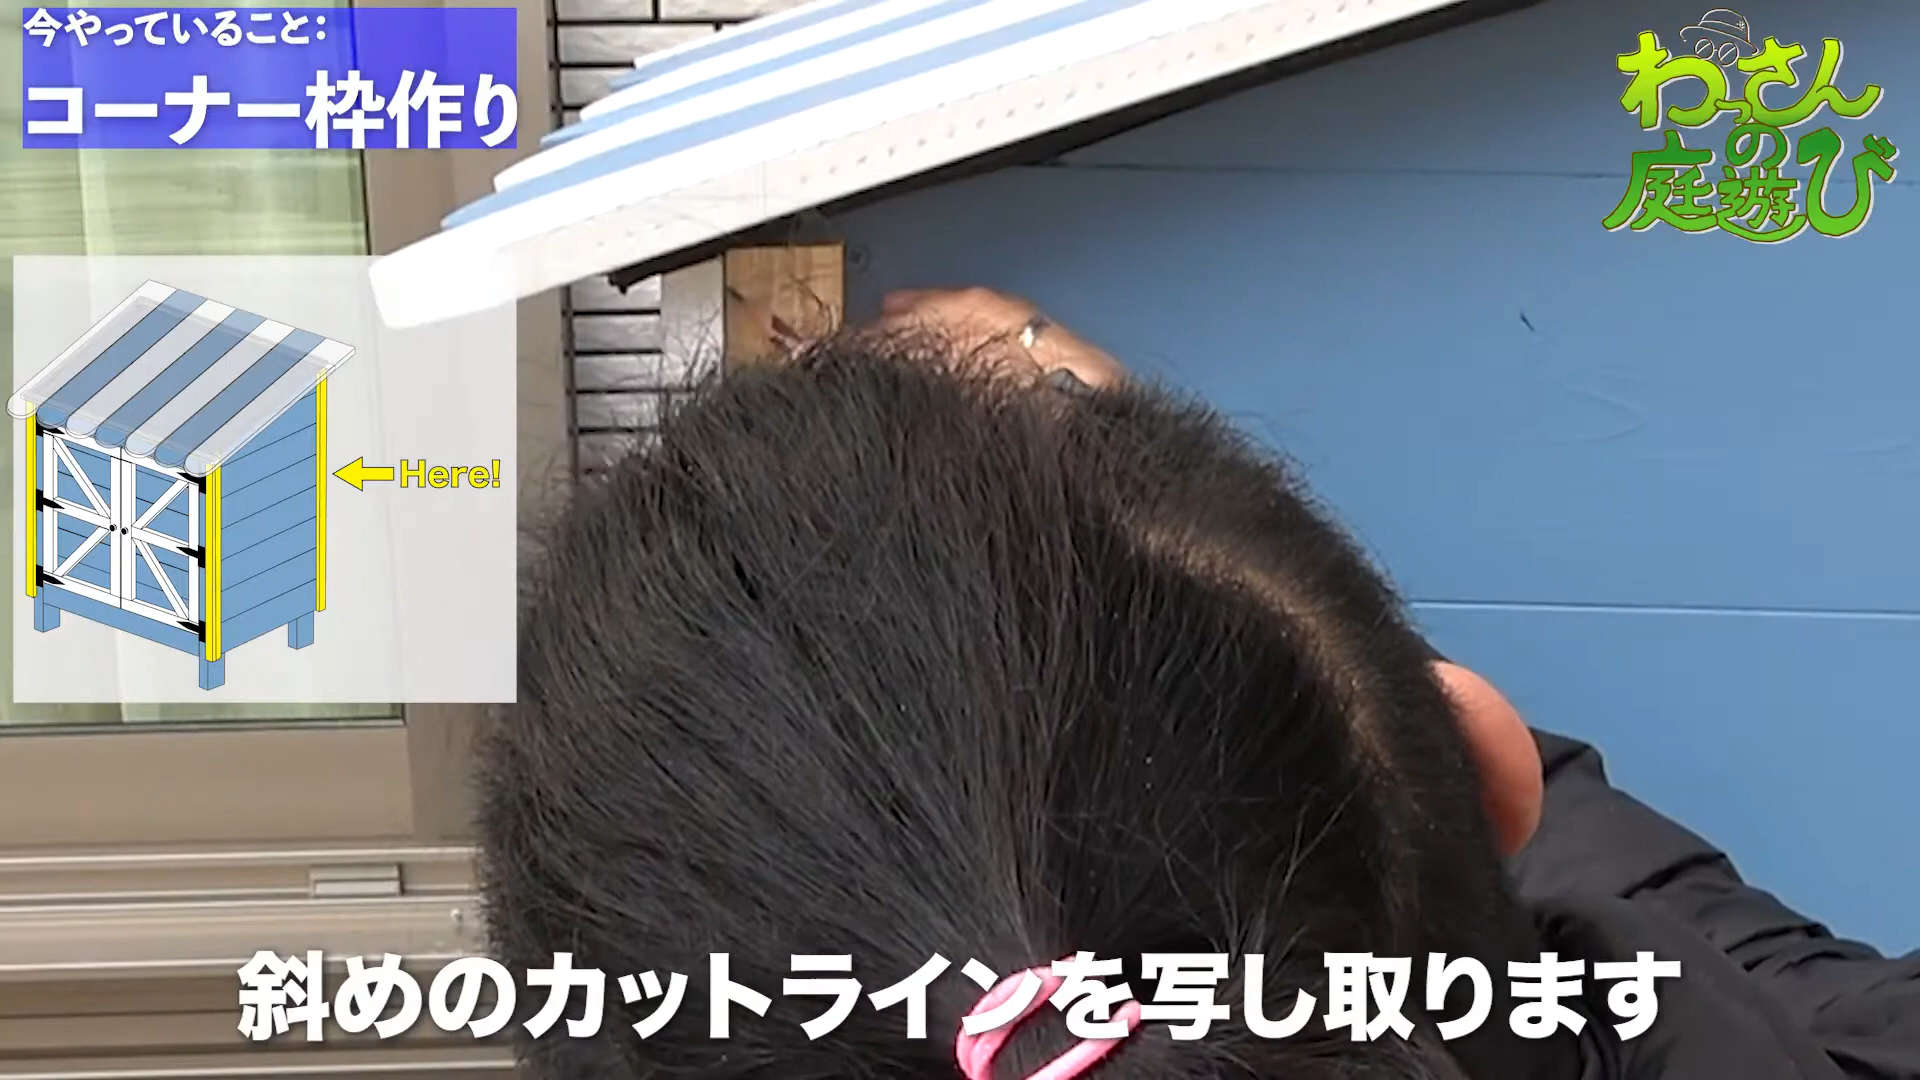 今やっていること:
コーナー枠作り
わっさん
の
庭遊び
Here!
斜めのカットラインを写し取ります